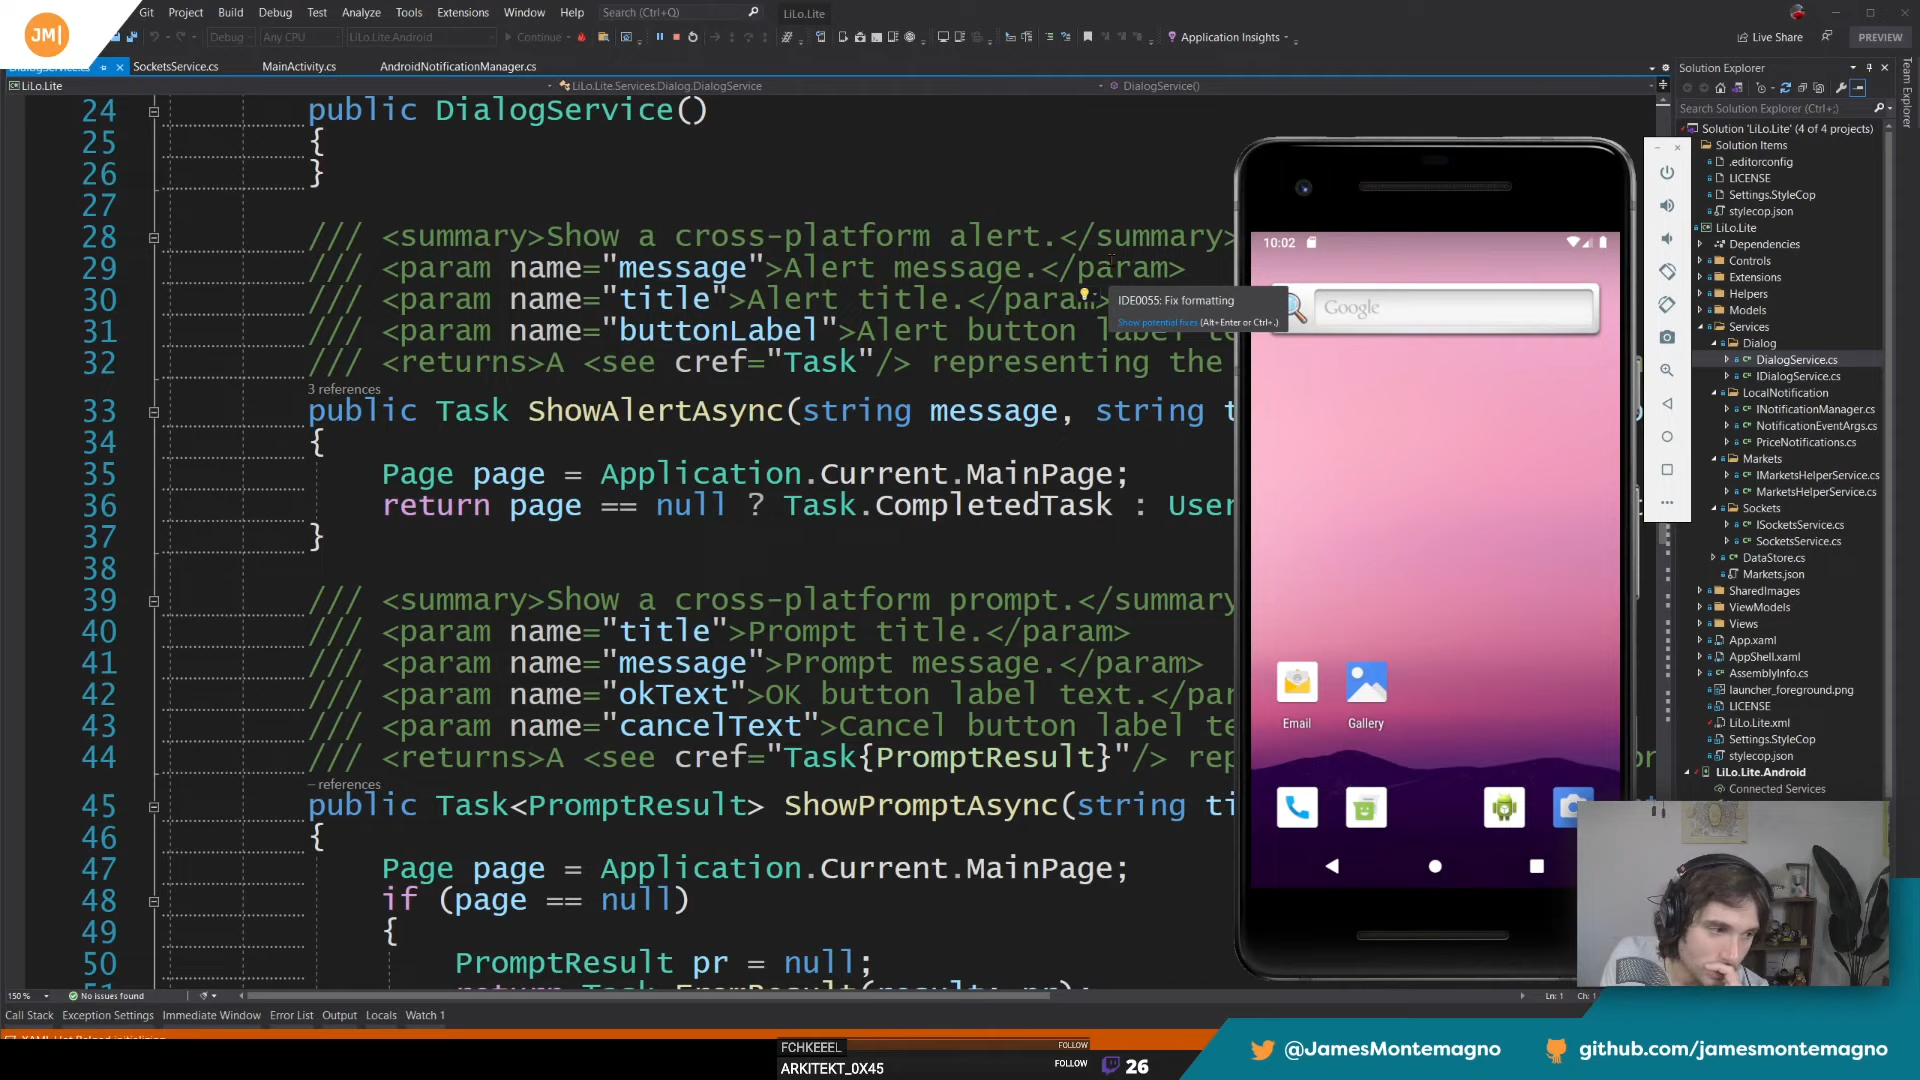 JM|
Git Project Build Debug Test Analyze Tools Extensions Window Help Search (Ctrl+Q) LiLo.Lite
Debug Any CPU LiLo.Lite.Android Continue Application Insights Live Share PREVIEW
DialogService.cs SocketsService.cs MainActivity.cs AndroidNotificationManager.cs
LiLo.Lite LiLo.Lite.Services.Dialog.DialogService DialogService()
24 public DialogService()
25 {
26 }
27
28 /// <summary>Show a cross-platform alert.</summary>
29 /// <param name="message">Alert message.</param>
30 /// <param name="title">Alert title.</param>
31 /// <param name="buttonLabel">Alert button label te
32 /// <returns>A <see cref="Task"/> representing the
3 references
33 public Task ShowAlertAsync(string message, string t
34 {
35 Page page = Application.Current.MainPage;
36 return page == null ? Task.CompletedTask : User
37 }
38
39 /// <summary>Show a cross-platform prompt.</summary
40 /// <param name="title">Prompt title.</param>
41 /// <param name="message">Prompt message.</param>
42 /// <param name="okText">OK button label text.</par
43 /// <param name="cancelText">Cancel button label te
44 /// <returns>A <see cref="Task{PromptResult}"/> rep
– references
45 public Task<PromptResult> ShowPromptAsync(string ti
46 {
47 Page page = Application.Current.MainPage;
48 if (page == null)
49 {
50 PromptResult pr = null;
IDE0055: Fix formatting
Show potential fixes (Alt+Enter or Ctrl+.)
10:02
Google
Email Gallery
Solution Explorer
Search Solution Explorer (Ctrl+;)
Solution 'LiLo.Lite' (4 of 4 projects)
Solution Items
.editorconfig
LICENSE
Settings.StyleCop
stylecop.json
LiLo.Lite
Dependencies
Controls
Extensions
Helpers
Models
Services
Dialog
DialogService.cs
IDialogService.cs
LocalNotification
INotificationManager.cs
NotificationEventArgs.cs
PriceNotifications.cs
Markets
IMarketsHelperService.cs
MarketsHelperService.cs
Sockets
ISocketsService.cs
SocketsService.cs
DataStore.cs
Markets.json
SharedImages
ViewModels
Views
App.xaml
AppShell.xaml
AssemblyInfo.cs
launcher_foreground.png
LICENSE
LiLo.Lite.xml
Settings.StyleCop
stylecop.json
LiLo.Lite.Android
Connected Services
Team Explorer
150 % No issues found Ln: 1 Ch: 1
Call Stack Exception Settings Immediate Window Error List Output Locals Watch 1
FCHKEEEL FOLLOW
ARKITEKT_0X45 FOLLOW 26
@JamesMontemagno github.com/jamesmontemagno